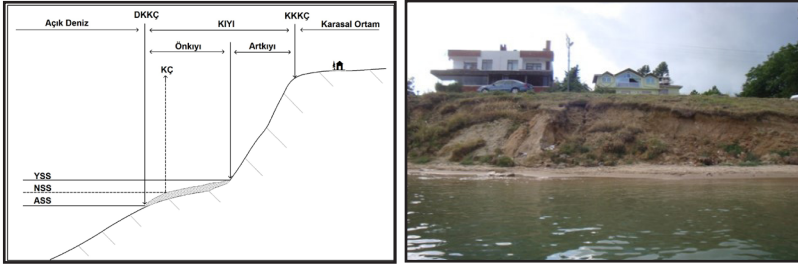 DKKÇ
KKKÇ
Açık Deniz
KIYI
Karasal Ortam
Önkıyı
Artkıyı
KÇ
YSS
NSS
ASS